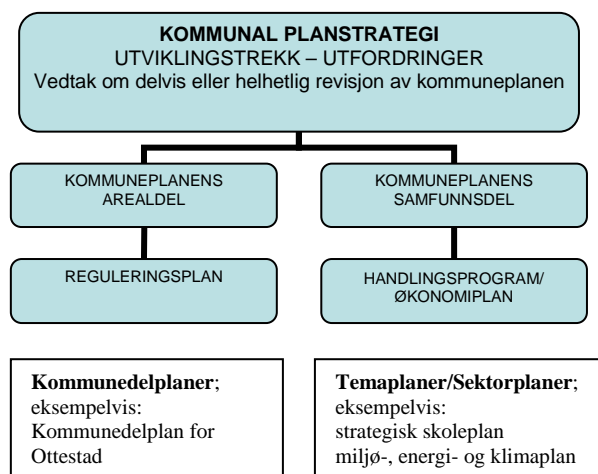 KOMMUNAL PLANSTRATEGI
UTVIKLINGSTREKK – UTFORDRINGER
Vedtak om delvis eller helhetlig revisjon av kommuneplanen
KOMMUNEPLANENS
AREALDEL
KOMMUNEPLANENS
SAMFUNNSDEL
REGULERINGSPLAN
HANDLINGSPROGRAM/
ØKONOMIPLAN
Kommunedelplaner;
eksempelvis:
Kommunedelplan for
Ottestad
Temaplaner/Sektorplaner;
eksempelvis:
strategisk skoleplan
miljø-, energi- og klimaplan